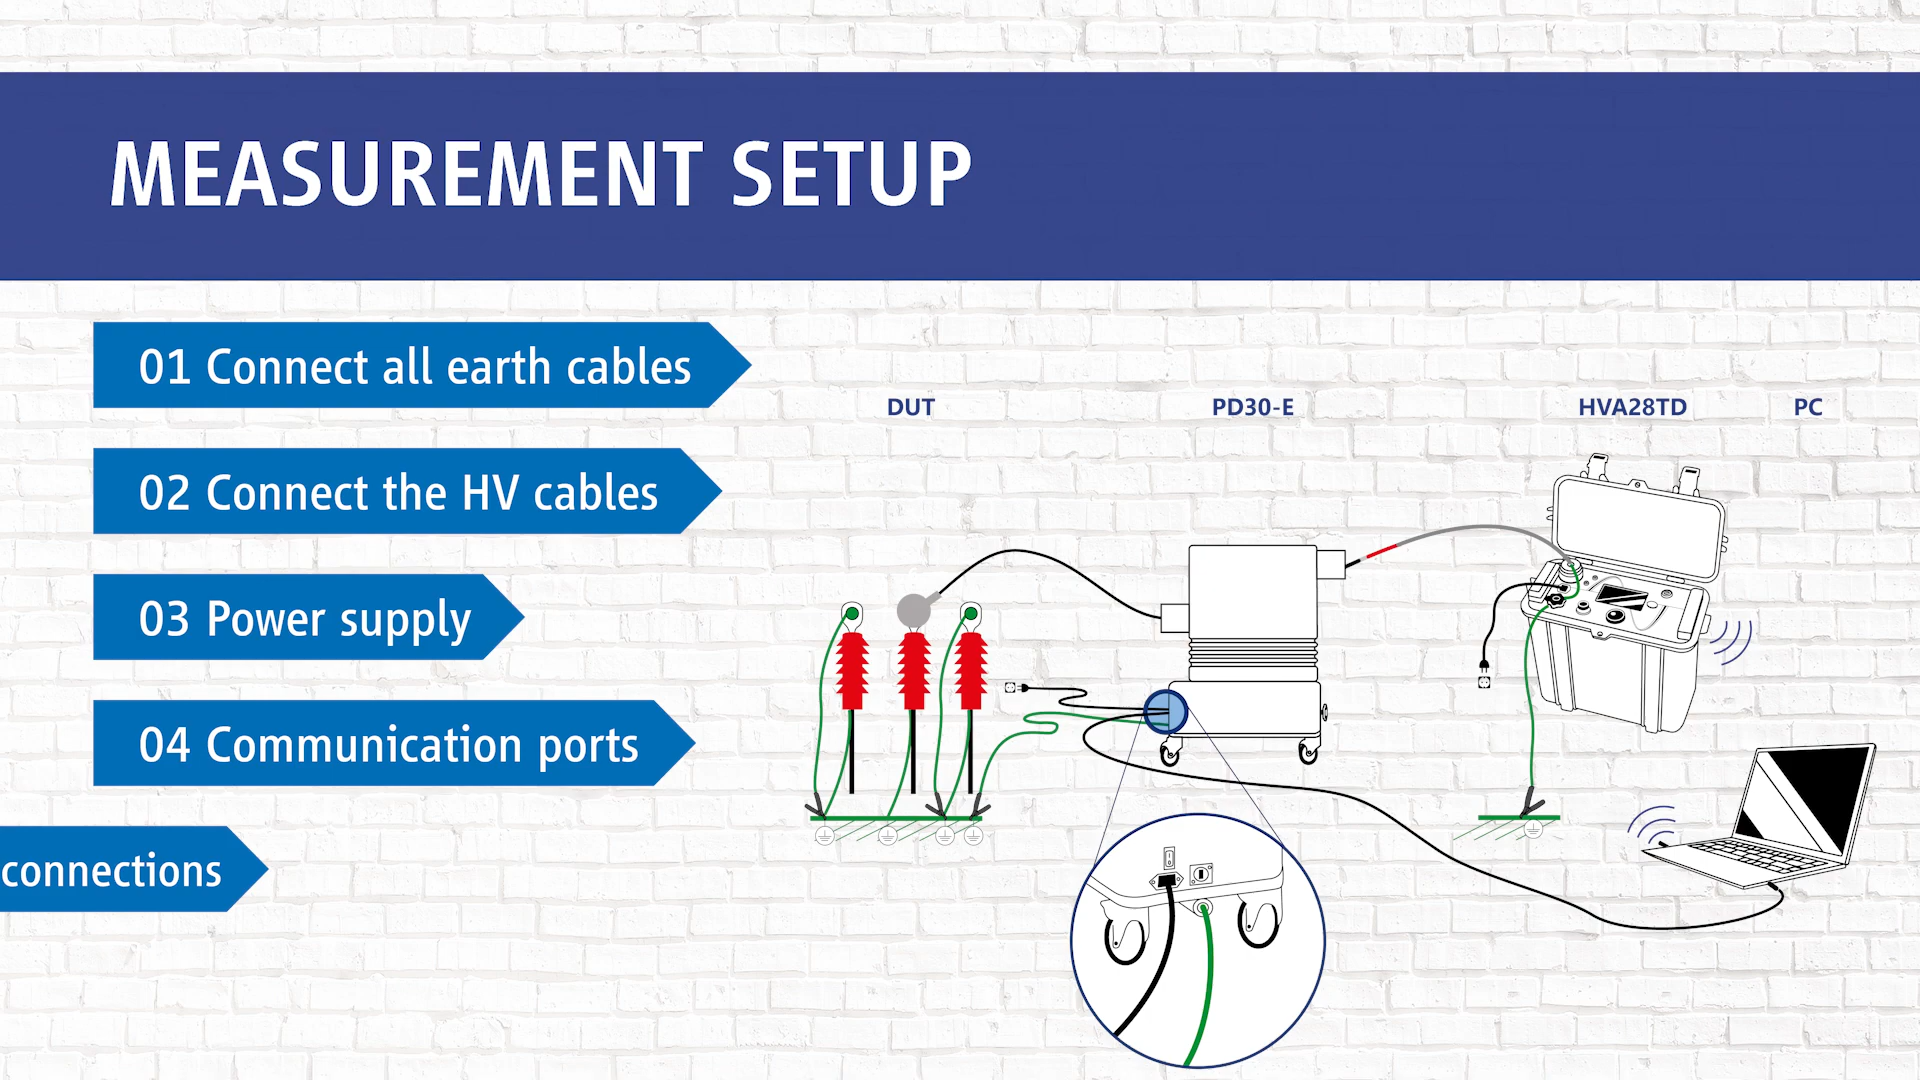 MEASUREMENT SETUP
01 Connect all earth cables
02 Connect the HV cables
03 Power supply
04 Communication ports
connections
DUT
PD30-E
HVA28TD
PC